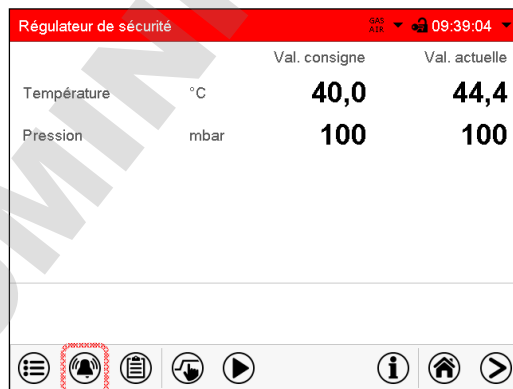 Régulateur de sécurité GAS AIR 09:39:04
Val. consigne Val. actuelle
Température °C 40,0 44,4
Pression mbar 100 100